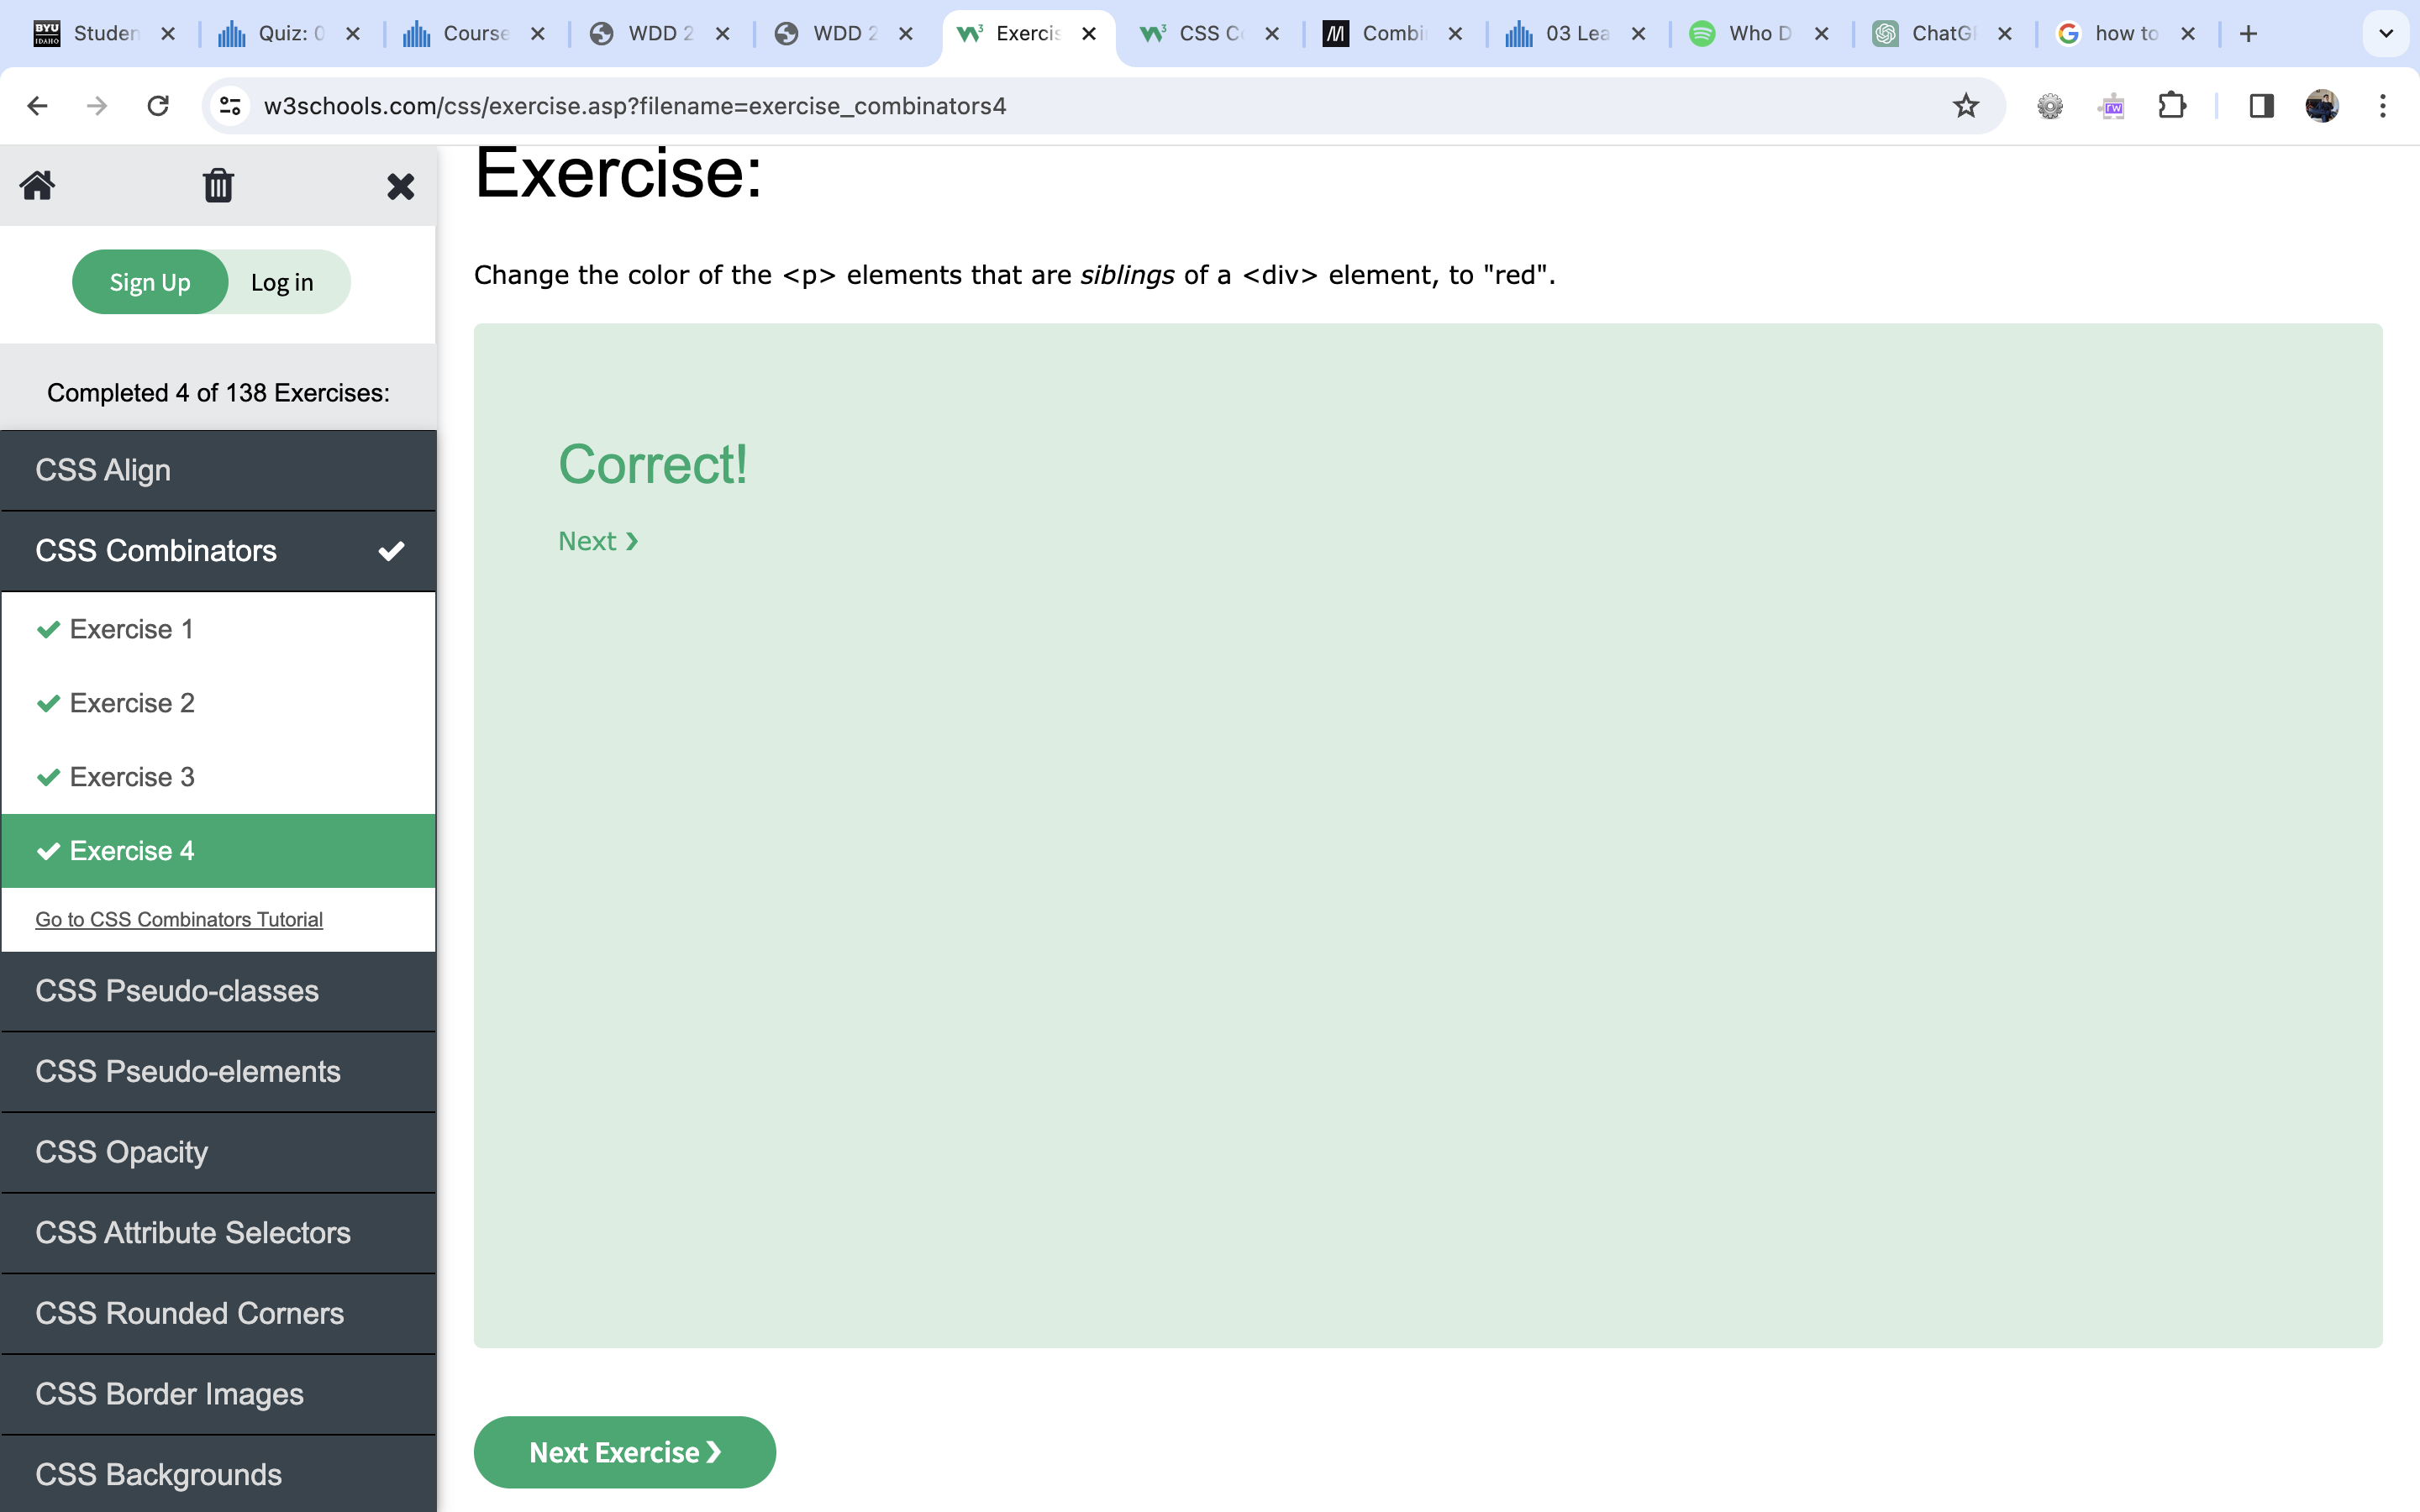 BYU IDAHO Studen Quiz: 0 Course WDD 2 WDD 2 Exercis CSS C Combi 03 Lea Who D ChatG how to
w3schools.com/css/exercise.asp?filename=exercise_combinators4
rw
Sign Up Log in
Completed 4 of 138 Exercises:
CSS Align
CSS Combinators
Exercise 1
Exercise 2
Exercise 3
Exercise 4
Go to CSS Combinators Tutorial
CSS Pseudo-classes
CSS Pseudo-elements
CSS Opacity
CSS Attribute Selectors
CSS Rounded Corners
CSS Border Images
CSS Backgrounds
Exercise:
Change the color of the <p> elements that are siblings of a <div> element, to "red".
Correct!
Next ❯
Next Exercise ❯